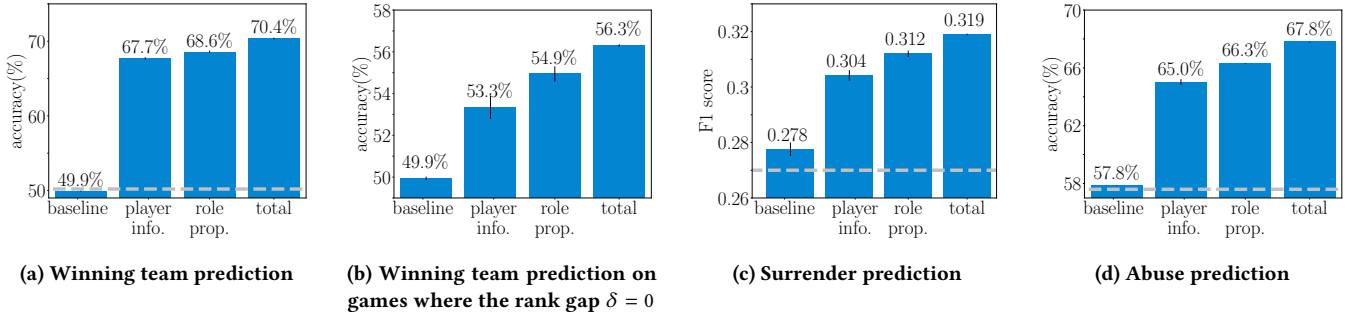 accuracy(%)
70
60
50
49.9%
67.7%
68.6%
70.4%
baseline
player
info.
role
prop.
total
(a) Winning team prediction
accuracy(%)
58
56
54
52
50
49.9%
53.3%
54.9%
56.3%
baseline
player
info.
role
prop.
total
(b) Winning team prediction on
games where the rank gap δ = 0
F1 score
0.32
0.3
0.28
0.26
0.278
0.304
0.312
0.319
baseline
player
info.
role
prop.
total
(c) Surrender prediction
accuracy(%)
70
66
62
58
57.8%
65.0%
66.3%
67.8%
baseline
player
info.
role
prop.
total
(d) Abuse prediction